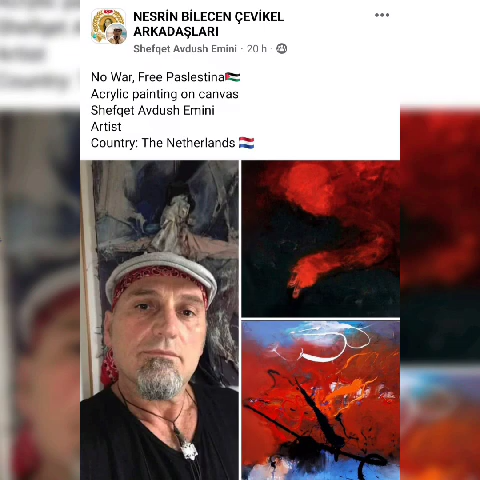 NESRİN BİLECEN ÇEVİKEL
ARKADAŞLARI
Shefqet Avdush Emini · 20 h ·
No War, Free Paslestina🇵🇸
Acrylic painting on canvas
Shefqet Avdush Emini
Artist
Country: The Netherlands 🇳🇱